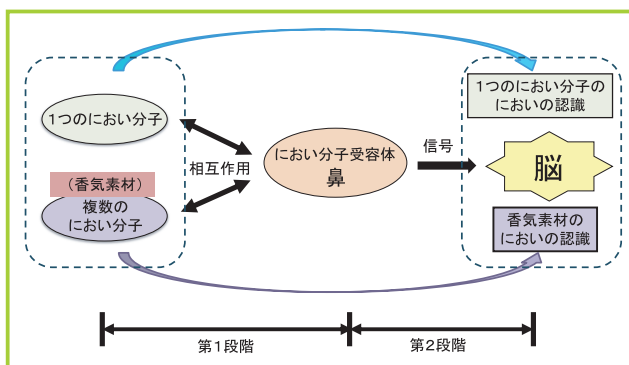 1つのにおい分子
(香気素材)
複数の
におい分子
相互作用
におい分子受容体
鼻
信号
1つのにおい分子の
においの認識
脳
香気素材の
においの認識
第1段階
第2段階